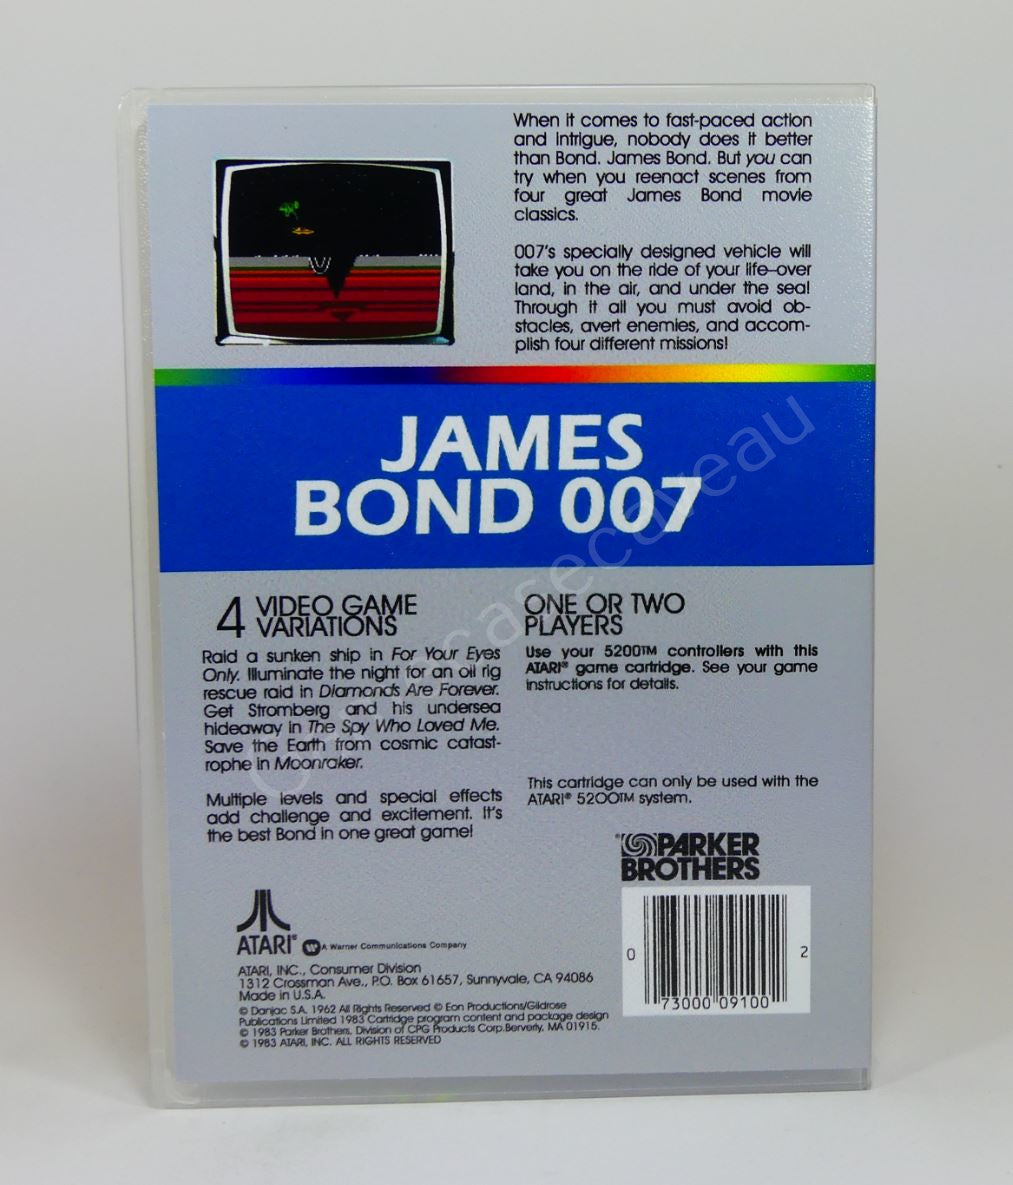 When it comes to fast-paced action
and intrigue, nobody does it better
than Bond. James Bond. But you can
try when you reenact scenes from
four great James Bond movie
classics.
007's specially designed vehicle will
take you on the ride of your life—over
land, in the air, and under the sea!
Through it all you must avoid ob-
stacles, avert enemies, and accom-
plish four different missions!
JAMES
BOND 007
4 VIDEO GAME
VARIATIONS
Raid a sunken ship in For Your Eyes
Only. Illuminate the night for an oil rig
rescue raid in Diamonds Are Forever.
Get Stromberg and his undersea
hideaway in The Spy Who Loved Me.
Save the Earth from cosmic catast-
rophe in Moonraker.
Multiple levels and special effects
add challenge and excitement. It's
the best Bond in one great game!
ONE OR TWO
PLAYERS
Use your 5200™ controllers with this
ATARI® game cartridge. See your game
instructions for details.
This cartridge can only be used with the
ATARI® 5200™ system.
PARKER
BROTHERS
ATARI® A Warner Communications Company
ATARI, INC., Consumer Division
1312 Crossman Ave., P.O. Box 61657, Sunnyvale, CA 94086
Made in U.S.A.
© Danjac S.A. 1962 All Rights Reserved © Eon Productions/Glidrose
Publications Limited 1983 Cartridge program content and package design
© 1983 Parker Brothers, Division of CPG Products Corp. Beverly, MA 01915.
© 1983 ATARI, INC. ALL RIGHTS RESERVED
0 73000 09100 2